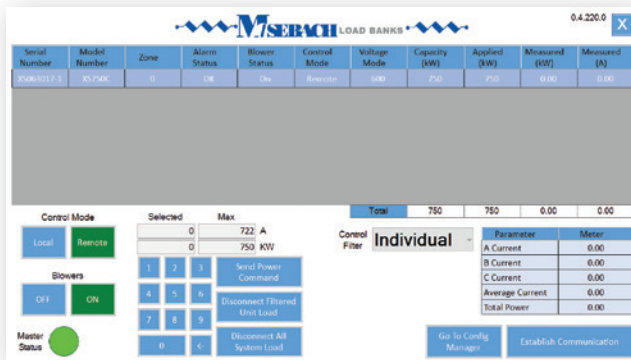 0.4.220.0 X
MOSEBACH LOAD BANKS
Serial Number Model Number Zone Alarm Status Blower Status Control Mode Voltage Mode Capacity (kW) Applied (kW) Measured (kW) Measured (A)
X5750C 0 OK On Remote 600 750 750 0.00 0.00
Total 750 750 0.00 0.00
Control Mode
Local Remote
Blowers
OFF ON
Master Status
Selected Max
0 722 A
0 750 KW
1 2 3
4 5 6
7 8 9
0 <-
Send Power Command
Disconnect Filtered Unit Load
Disconnect All System Load
Control Filter Individual
Parameter Meter
A Current 0.00
B Current 0.00
C Current 0.00
Average Current 0.00
Total Power 0.00
Go To Config Manager
Establish Communication